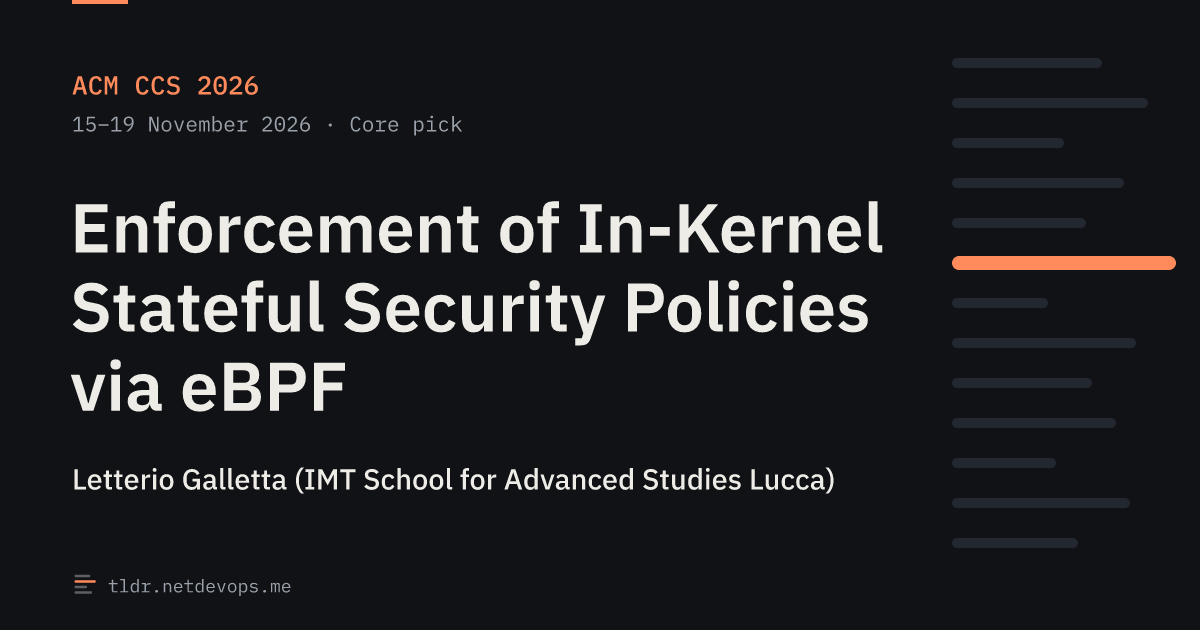 ACM CCS 2026
15–19 November 2026 · Core pick
Enforcement of In-Kernel
Stateful Security Policies
via eBPF
Letterio Galletta (IMT School for Advanced Studies Lucca)
tldr.netdevops.me